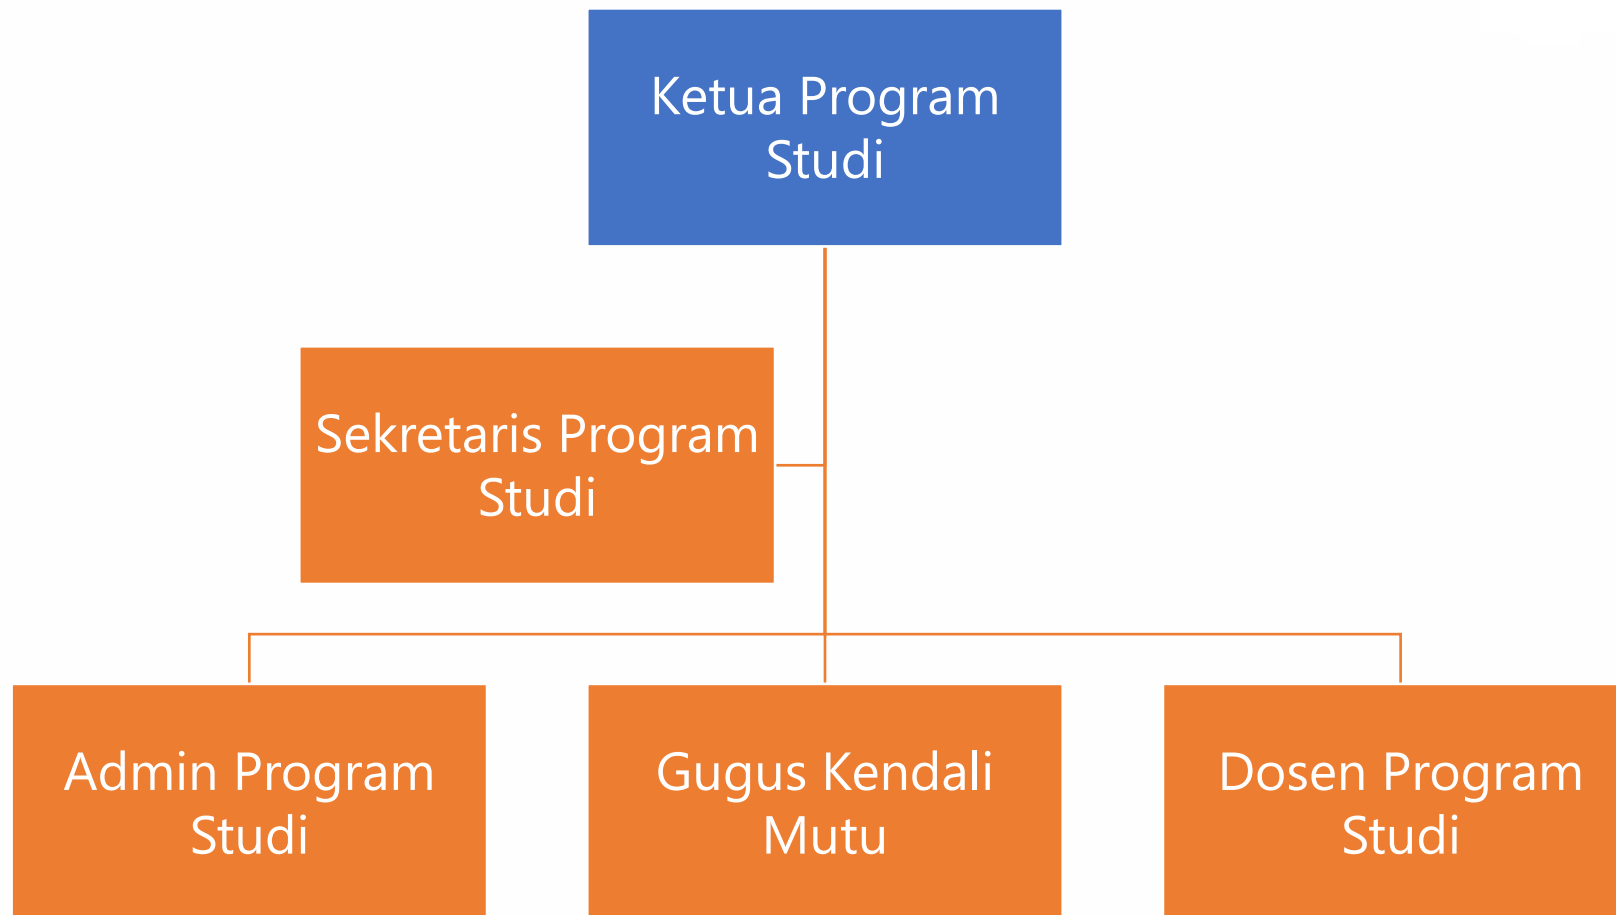 Ketua Program
Studi
Sekretaris Program
Studi
Admin Program
Studi
Gugus Kendali
Mutu
Dosen Program
Studi